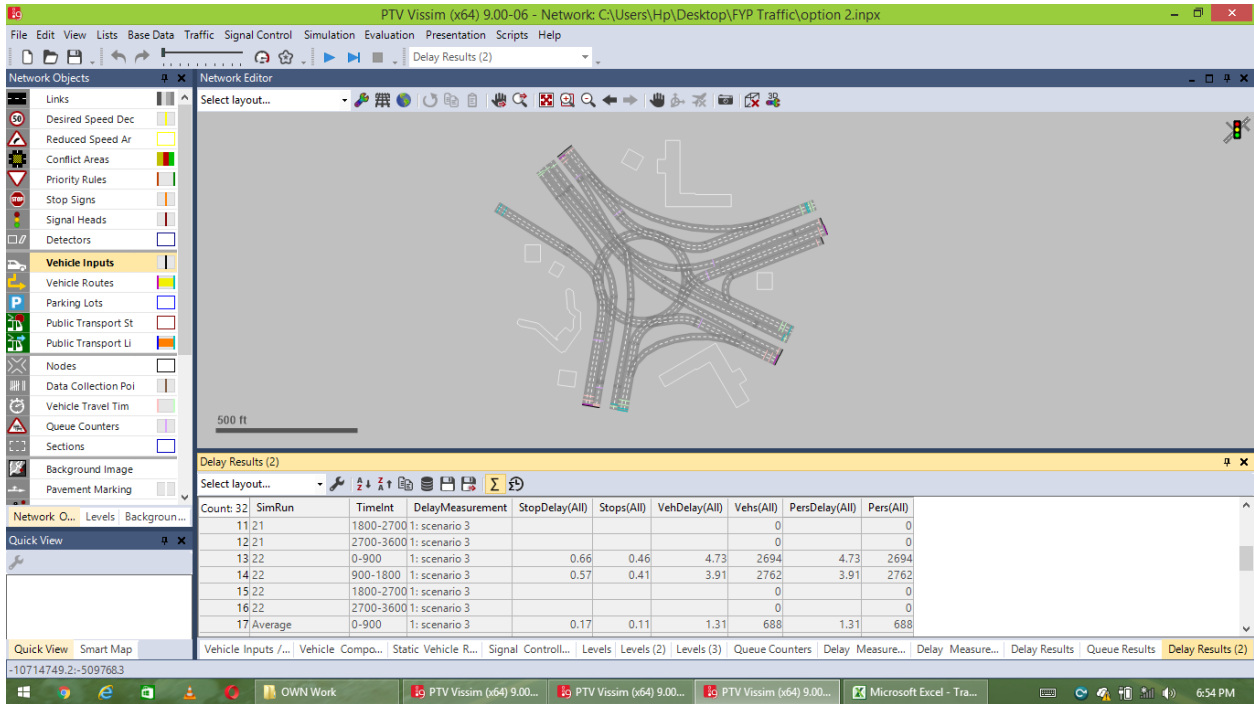 PTV Vissim (x64) 9.00-06 - Network: C:\Users\Hp\Desktop\FYP Traffic\option 2.inpx
File Edit View Lists Base Data Traffic Signal Control Simulation Evaluation Presentation Scripts Help
Delay Results (2)
Network Objects
Links
Desired Speed Dec
Reduced Speed Ar
Conflict Areas
Priority Rules
Stop Signs
Signal Heads
Detectors
Vehicle Inputs
Vehicle Routes
Parking Lots
Public Transport St
Public Transport Li
Nodes
Data Collection Poi
Vehicle Travel Tim
Queue Counters
Sections
Background Image
Pavement Marking
Network O... Levels Backgroun...
Quick View
Quick View Smart Map
Network Editor
Select layout...
500 ft
Delay Results (2)
Select layout...
Count: 32 SimRun TimeInt DelayMeasurement StopDelay(All) Stops(All) VehDelay(All) Vehs(All) PersDelay(All) Pers(All)
11 21 1800-2700 1: scenario 3 0 0
12 21 2700-3600 1: scenario 3 0 0
13 22 0-900 1: scenario 3 0.66 0.46 4.73 2694 4.73 2694
14 22 900-1800 1: scenario 3 0.57 0.41 3.91 2762 3.91 2762
15 22 1800-2700 1: scenario 3 0 0
16 22 2700-3600 1: scenario 3 0 0
17 Average 0-900 1: scenario 3 0.17 0.11 1.31 688 1.31 688
Vehicle Inputs /... Vehicle Compo... Static Vehicle R... Signal Controll... Levels Levels (2) Levels (3) Queue Counters Delay Measure... Delay Measure... Delay Results Queue Results Delay Results (2)
-10714749.2:-509768.3
OWN Work PTV Vissim (x64) 9.00... PTV Vissim (x64) 9.00... PTV Vissim (x64) 9.00... Microsoft Excel - Tra... 6:54 PM